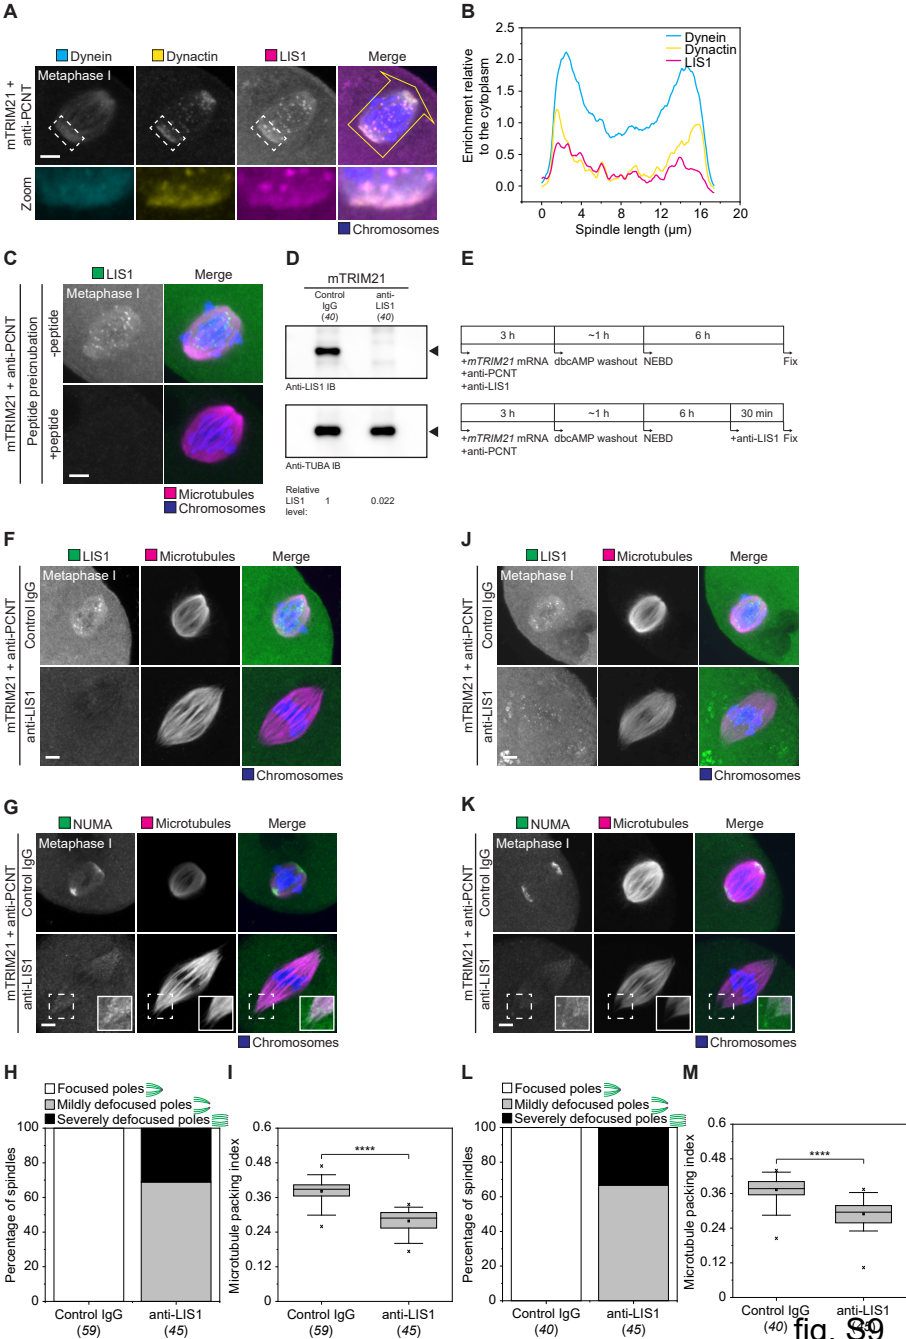 A
Dynein
Dynactin
LIS1
Merge
mTRIM21 +
anti-PCNT
Metaphase I
Zoom
Chromosomes
B
Enrichment relative
to the cytoplasm
2.5
2.0
1.5
1.0
0.5
0.0
Dynein
Dynactin
LIS1
0
4
8
12
16
20
Spindle length (µm)
C
LIS1
Merge
mTRIM21 + anti-PCNT
Peptide preicnubation
-peptide
+peptide
Metaphase I
Microtubules
Chromosomes
D
mTRIM21
Control
IgG
(40)
anti-
LIS1
(40)
Anti-LIS1 IB
Anti-TUBA IB
Relative
LIS1
level:
1
0.022
E
3 h
~1 h
6 h
+mTRIM21 mRNA
+anti-PCNT
+anti-LIS1
dbcAMP washout
NEBD
Fix
3 h
~1 h
6 h
30 min
+mTRIM21 mRNA
+anti-PCNT
dbcAMP washout
NEBD
+anti-LIS1
Fix
F
LIS1
Microtubules
Merge
mTRIM21 + anti-PCNT
Control IgG
anti-LIS1
Metaphase I
Chromosomes
J
LIS1
Microtubules
Merge
mTRIM21 + anti-PCNT
Control IgG
anti-LIS1
Metaphase I
Chromosomes
G
NUMA
Microtubules
Merge
mTRIM21 + anti-PCNT
Control IgG
anti-LIS1
Metaphase I
Chromosomes
K
NUMA
Microtubules
Merge
mTRIM21 + anti-PCNT
Control IgG
anti-LIS1
Metaphase I
Chromosomes
H
Focused poles
Mildly defocused poles
Severely defocused poles
Percentage of spindles
100
80
60
40
20
0
Control IgG
(59)
anti-LIS1
(45)
I
Microtubule packing index
0.6
0.48
0.36
0.24
0.12
0
****
Control IgG
(59)
anti-LIS1
(45)
L
Focused poles
Mildly defocused poles
Severely defocused poles
Percentage of spindles
100
80
60
40
20
0
Control IgG
(40)
anti-LIS1
(45)
M
Microtubule packing index
0.6
0.48
0.36
0.24
0.12
0
****
Control IgG
(40)
anti-LIS1
(45)
fig. S9